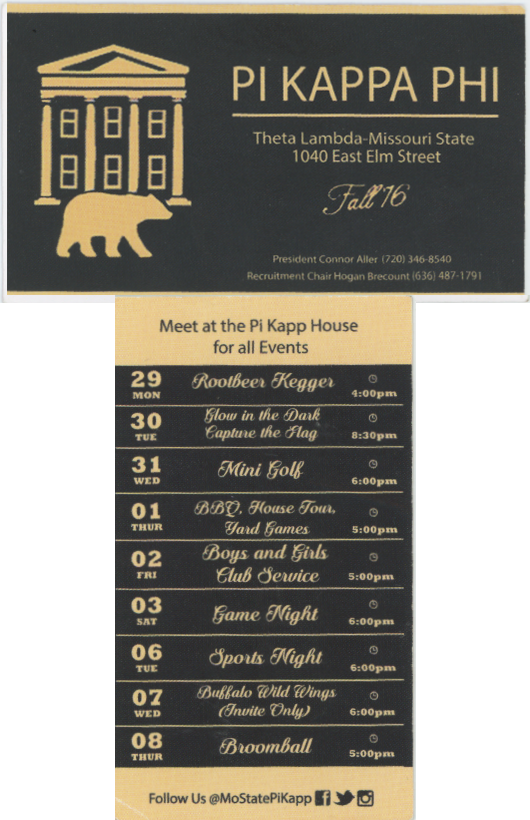 PI KAPPA PHI
Theta Lambda-Missouri State
1040 East Elm Street
Fall '16
President Connor Aller (720) 346-8540
Recruitment Chair Hogan Brecount (636) 487-1791
Meet at the Pi Kapp House
for all Events
29 MON Rootbeer Kegger 4:00pm
30 TUE Glow in the Dark
Capture the Flag 8:30pm
31 WED Mini Golf 6:00pm
01 THUR BBQ, House Tour,
Yard Games 5:00pm
02 FRI Boys and Girls
Club Service 5:00pm
03 SAT Game Night 6:00pm
06 TUE Sports Night 6:00pm
07 WED Buffalo Wild Wings
(Invite Only) 6:00pm
08 THUR Broomball 5:00pm
Follow Us @MoStatePiKapp